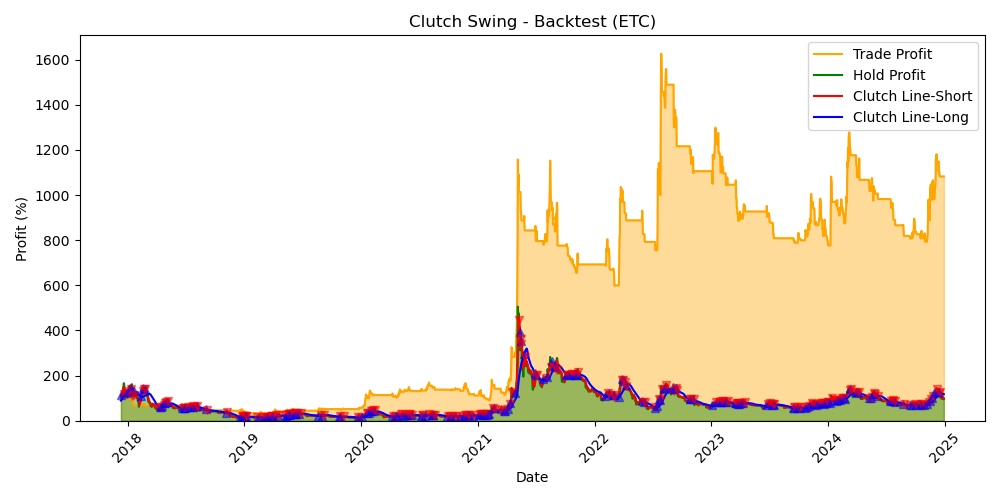 Clutch Swing - Backtest (ETC)
Trade Profit
Hold Profit
Clutch Line-Short
Clutch Line-Long
Profit (%)
1600
1400
1200
1000
800
600
400
200
0
2018
2019
2020
2021
2022
2023
2024
2025
Date